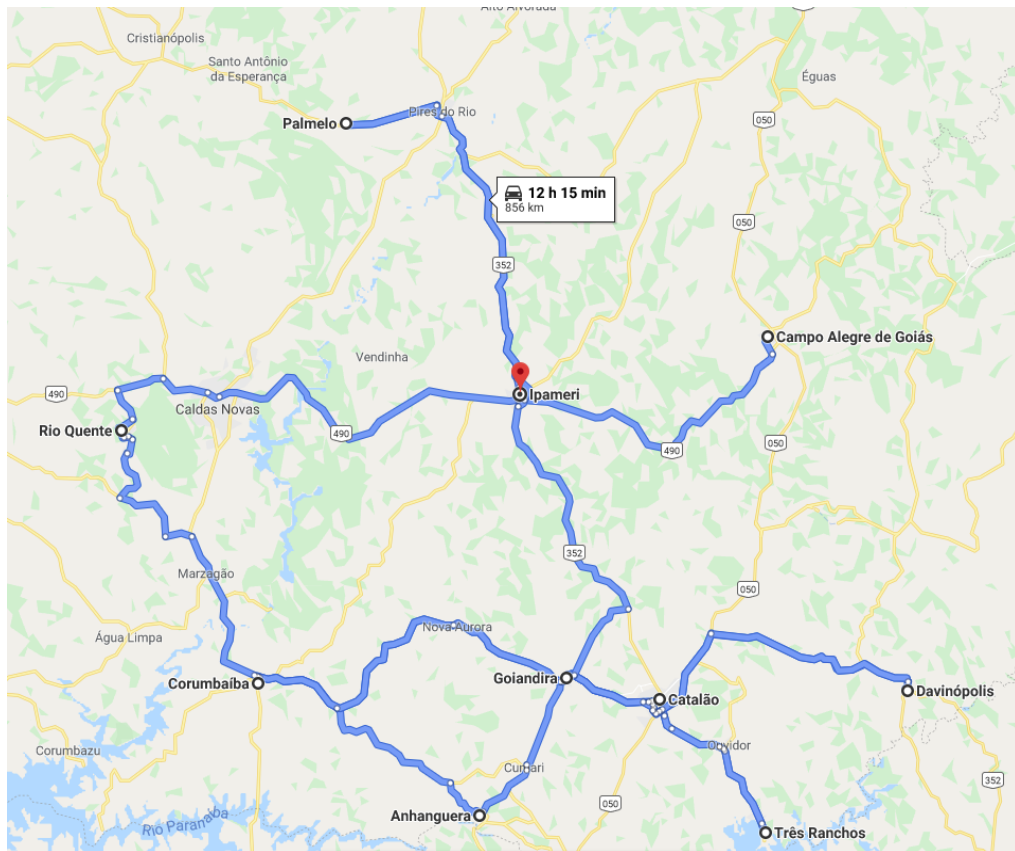 Alto Alvorada
Cristianópolis
Santo Antônio
da Esperança
Éguas
Pires do Rio
Palmelo
050
12 h 15 min
856 km
050
352
Campo Alegre de Goiás
Vendinha
490
Ipameri
Caldas Novas
Rio Quente
490
050
490
352
Marzagão
050
Nova Aurora
Água Limpa
Goiandira
Corumbaíba
Catalão
Davinópolis
Corumbazu
Ouvidor
Cumari
352
050
Anhanguera
Rio Paranaíba
Três Ranchos